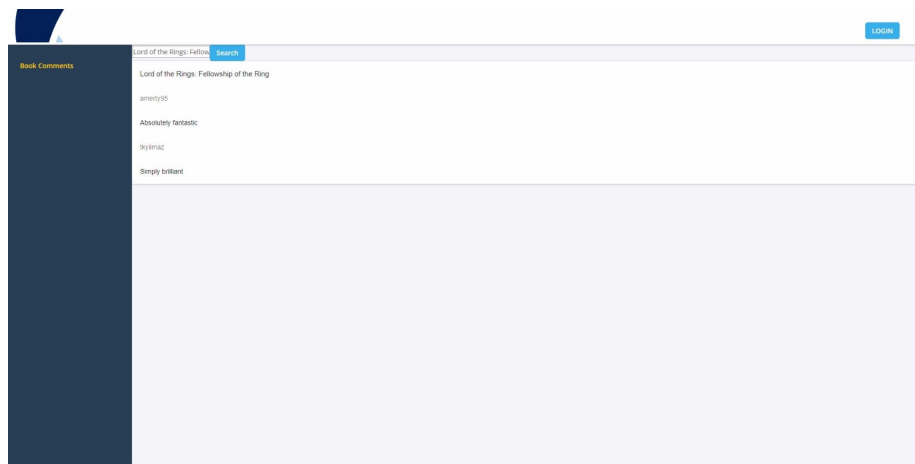 LOGIN
Lord of the Rings: Fellow Search
Book Comments
Lord of the Rings: Fellowship of the Ring
amerty95
Absolutely fantastic
tkyilmaz
Simply brilliant